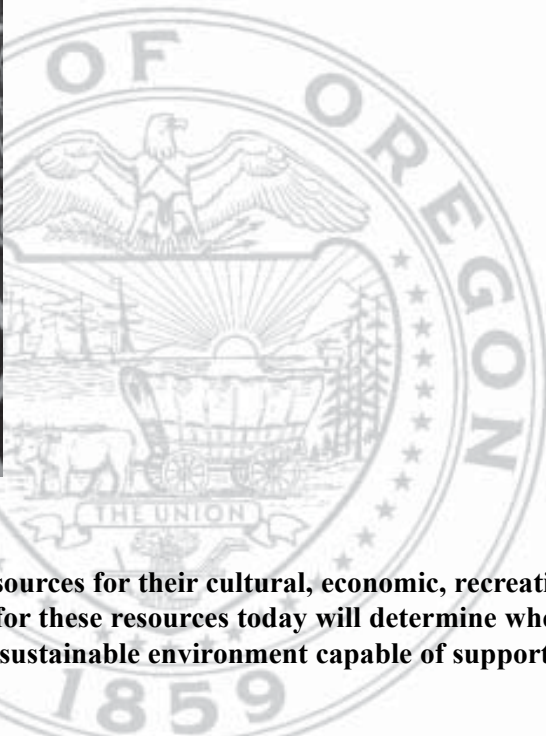 OF OREGON
THE UNION
sources for their cultural, economic, recreati
for these resources today will determine whe
sustainable environment capable of support
1859